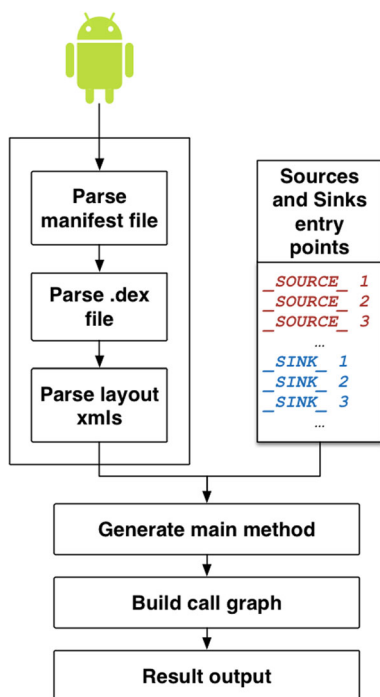 Parse
manifest file
Parse .dex
file
Parse layout
xmls
Sources
and Sinks
entry
points
_SOURCE_ 1
_SOURCE_ 2
_SOURCE_ 3
...
_SINK_ 1
_SINK_ 2
_SINK_ 3
...
Generate main method
Build call graph
Result output